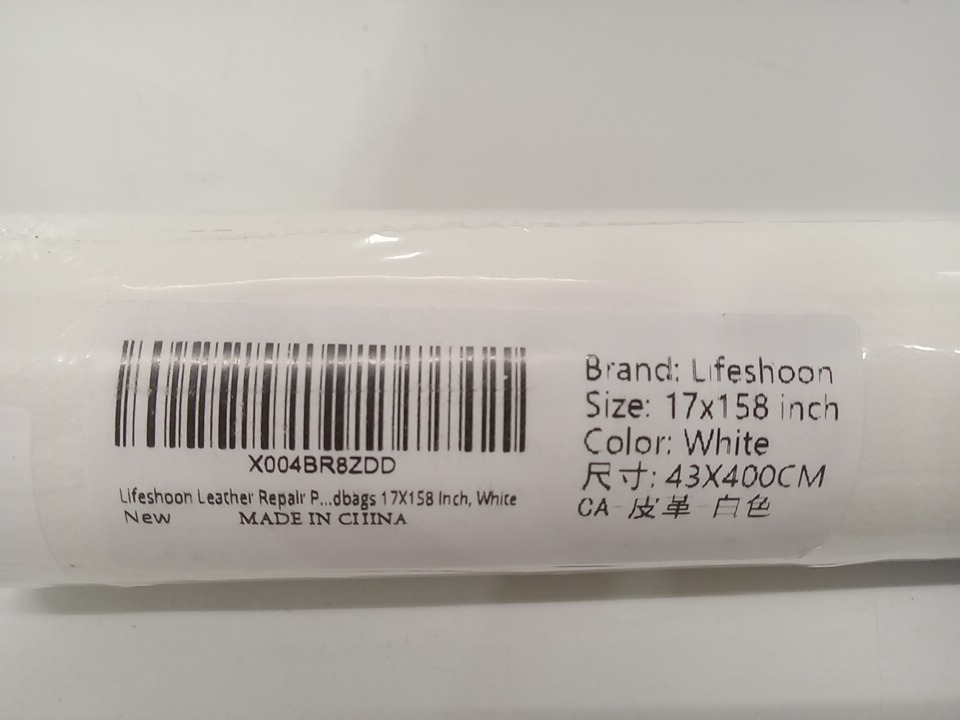 X004BR8ZDD
Lifeshoon Leather Repair P...dbags 17X158 Inch, White
New
MADE IN CHINA
Brand: Lifeshoon
Size: 17x158 inch
Color: White
尺寸: 43X400CM
CA-皮革-白色